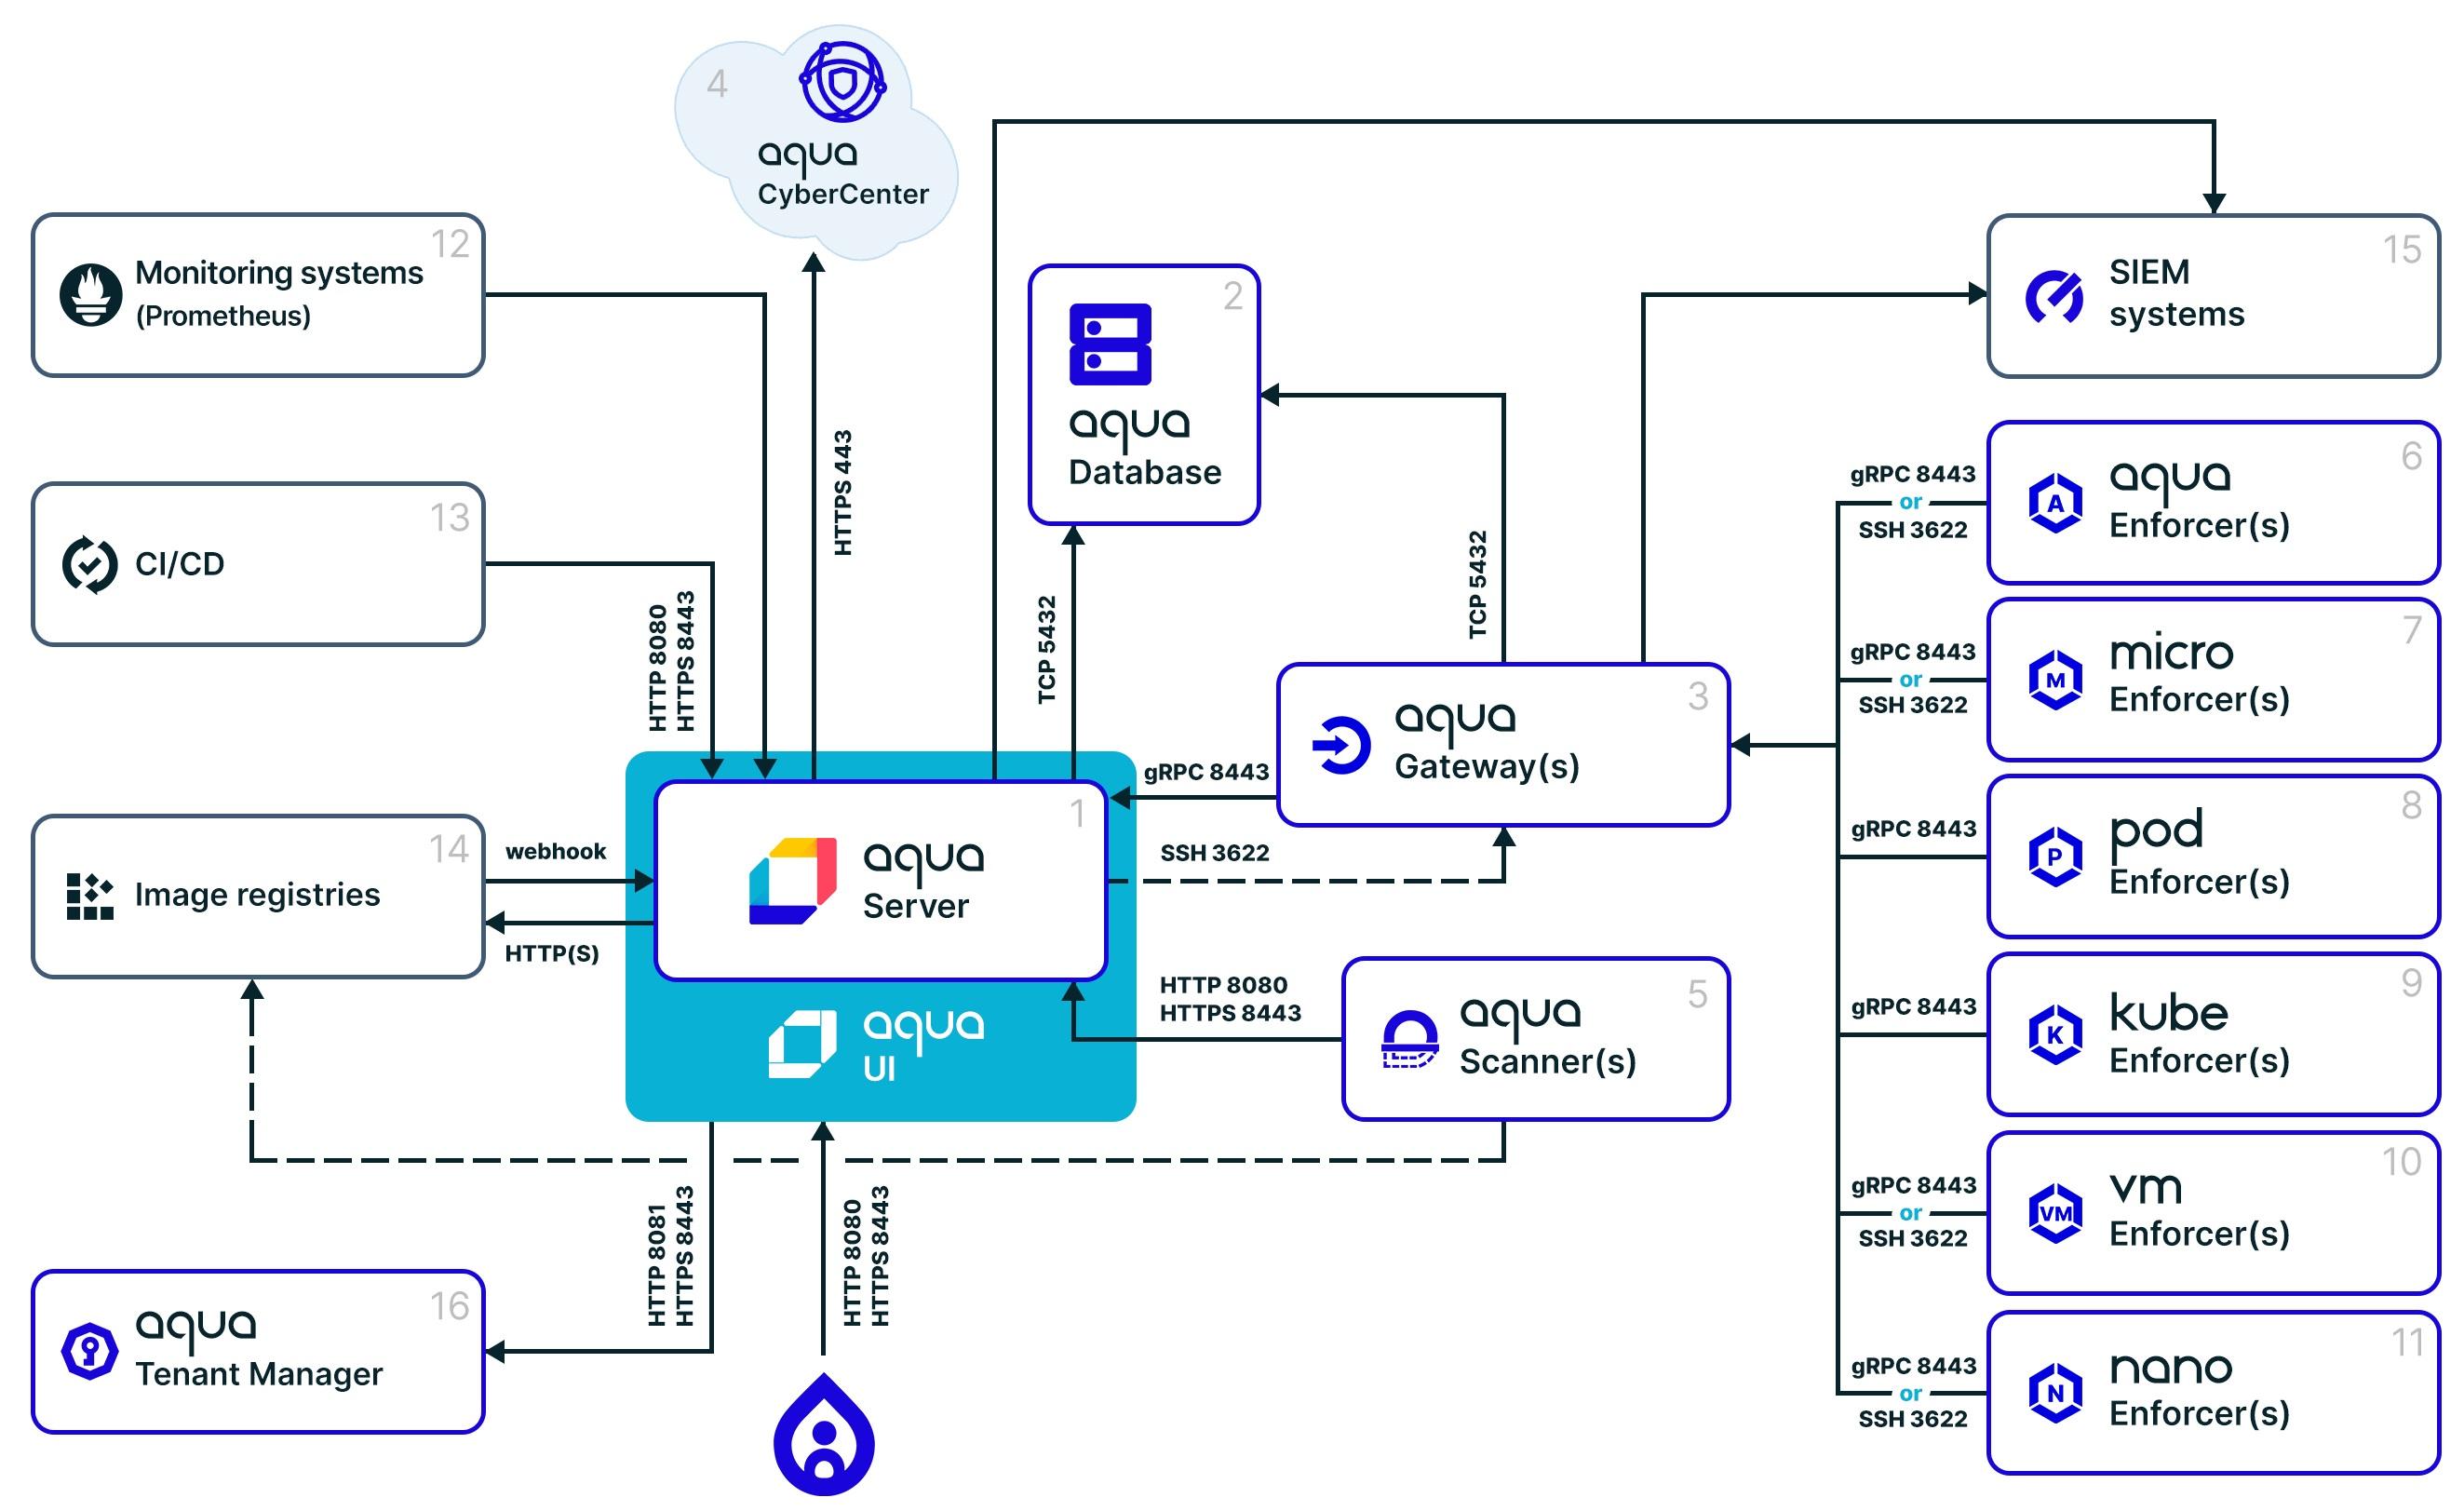 4
aqua
CyberCenter
12
Monitoring systems
(Prometheus)
2
aqua
Database
15
SIEM
systems
13
CI/CD
HTTP 8080
HTTPS 8443
HTTPS 443
TCP 5432
TCP 5432
gRPC 8443
or
SSH 3622
6
aqua
Enforcer(s)
gRPC 8443
or
SSH 3622
7
micro
Enforcer(s)
3
aqua
Gateway(s)
gRPC 8443
SSH 3622
14
Image registries
webhook
HTTP(S)
1
aqua
Server
aqua
UI
gRPC 8443
8
pod
Enforcer(s)
HTTP 8080
HTTPS 8443
5
aqua
Scanner(s)
gRPC 8443
9
kube
Enforcer(s)
gRPC 8443
or
SSH 3622
10
vm
Enforcer(s)
16
aqua
Tenant Manager
HTTP 8081
HTTPS 8443
HTTP 8080
HTTPS 8443
gRPC 8443
or
SSH 3622
11
nano
Enforcer(s)
A
M
P
K
VM
N